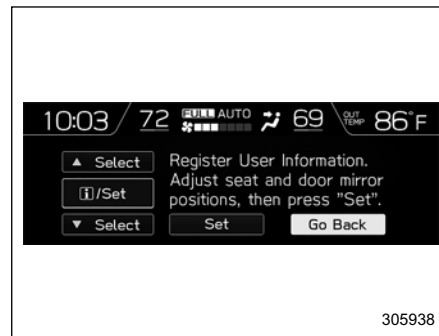 10:03 72 FULL AUTO 69 OUT TEMP 86°F
▲ Select
i/Set
▼ Select
Register User Information.
Adjust seat and door mirror
positions, then press "Set".
Set Go Back
305938